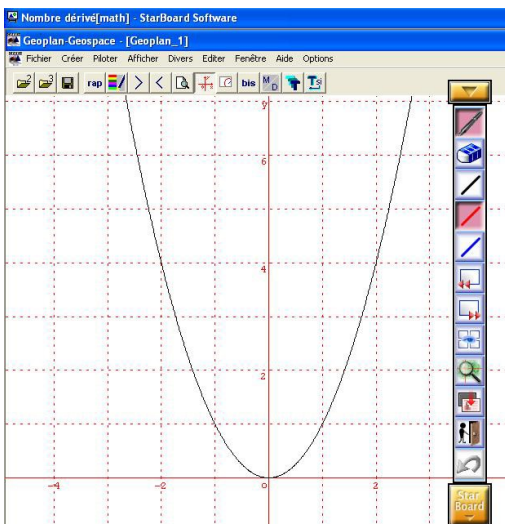 Nombre dérivé[math] - StarBoard Software
Geoplan-Geospace - [Geoplan_1]
Fichier Créer Piloter Afficher Divers Editer Fenêtre Aide Options
rap bis
y
6
4
2
-4 -2 0 2
Star
Board